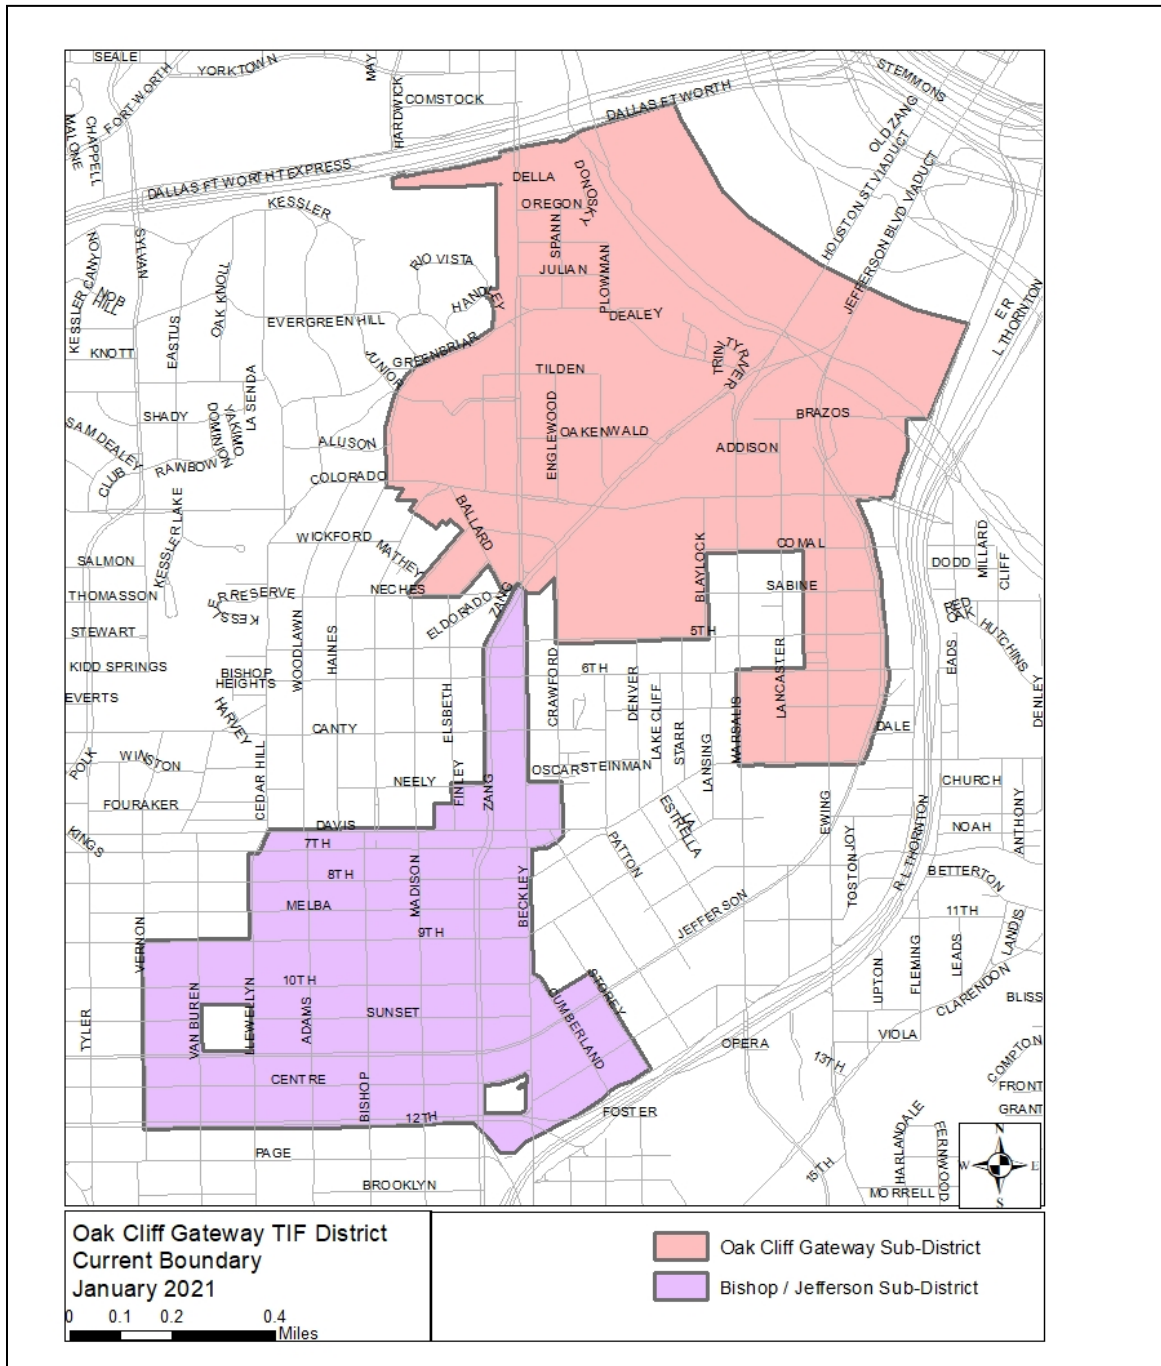 SEALE
YORKTOWN
MAY
STEMMONS
FORT WORTH
HARDWICK
COMSTOCK
DALLAS FT WORTH
OLD ZANG
MALONE
CHAPPELL
DALLAS FT WORTH EXPRESS
DELLA
DONOSKY
HOUSTON ST VIADUCT
JEFFERSON BLVD VIADUCT
KESSLER
OREGON
SPANN
SYLVAN
KESSLER CANYON
RIO VISTA
JULIAN
PLOWMAN
NOB
HILL
OAK KNOLL
HANDLEY
E R
L THORNTON
EASTUS
EVERGREEN HILL
DEALEY
KNOTT
JUNIOR
GREENBRIAR
TRINITY RIVER
LA SENDA
TILDEN
SHADY
DOMINION
YAKIMO
ENGLEWOOD
BRAZOS
SAM DEALEY
ALLISON
OAKENWALD
ADDISON
CLUB
RAINBOW
COLORADO
KESSLER LAKE
BALLARD
WICKFORD
MATHEY
BLAYLOCK
COMAL
MILLARD
CLIFF
SALMON
DODD
THOMASSON
RESERVE
KESSLER
NECHES
ELDORADO
ZANG
SABINE
RED
OAK
HUTCHINS
STEWART
WOODLAWN
HAINES
5TH
KIDD SPRINGS
BISHOP
HEIGHTS
CRAWFORD
6TH
DENVER
LANCASTER
EADS
DENLEY
EVERTS
HARVEY
ELSBETH
LAKE CLIFF
STARR
LANSING
MARSALIS
CANTY
DALE
POLK
WINSTON
CEDAR HILL
NEELY
FINLEY
ZANG
OSCAR
STEINMAN
CHURCH
FOURAKER
LA
ESTRELLA
EWING
ANTHONY
KINGS
DAVIS
7TH
PATTON
TOSTON
JOY
R L THORNTON
NOAH
8TH
MADISON
BECKLEY
BETTERTON
MELBA
JEFFERSON
11TH
LANDIS
VERNON
9TH
UPTON
FLEMING
LEADS
10TH
STOREY
CLARENDON
TYLER
VAN BUREN
LLEWELLYN
ADAMS
SUNSET
CUMBERLAND
BLISS
VIOLA
OPERA
13TH
COMPTON
CENTRE
BISHOP
FRONT
12TH
FOSTER
GRANT
HARLANDALE
FERNWOOD
N
PAGE
W
E
15TH
BROOKLYN
MORRELL
S
Oak Cliff Gateway TIF District
Current Boundary
January 2021
0 0.1 0.2 0.4
Miles
Oak Cliff Gateway Sub-District
Bishop / Jefferson Sub-District